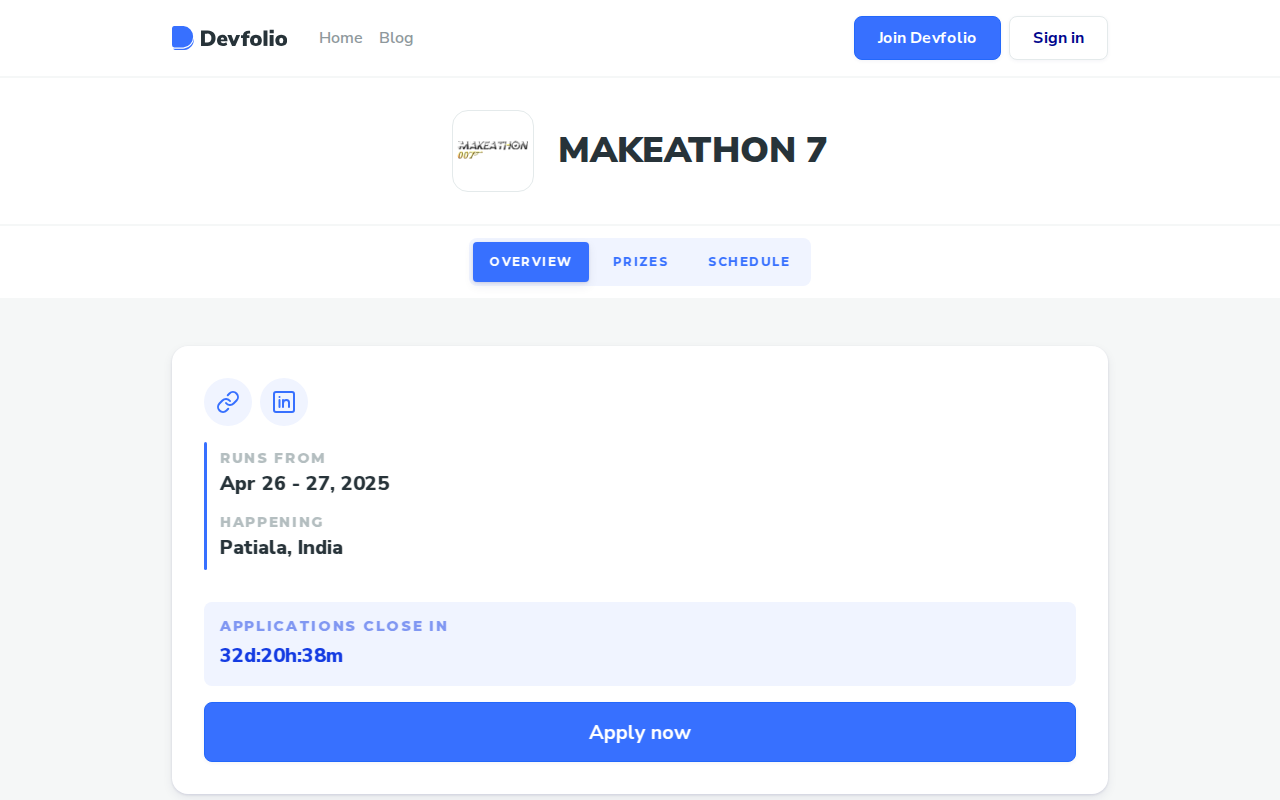 Devfolio
Home
Blog
Join Devfolio
Sign in
MAKEATHON
007
MAKEATHON 7
OVERVIEW
PRIZES
SCHEDULE
RUNS FROM
Apr 26 - 27, 2025
HAPPENING
Patiala, India
APPLICATIONS CLOSE IN
32d:20h:38m
Apply now